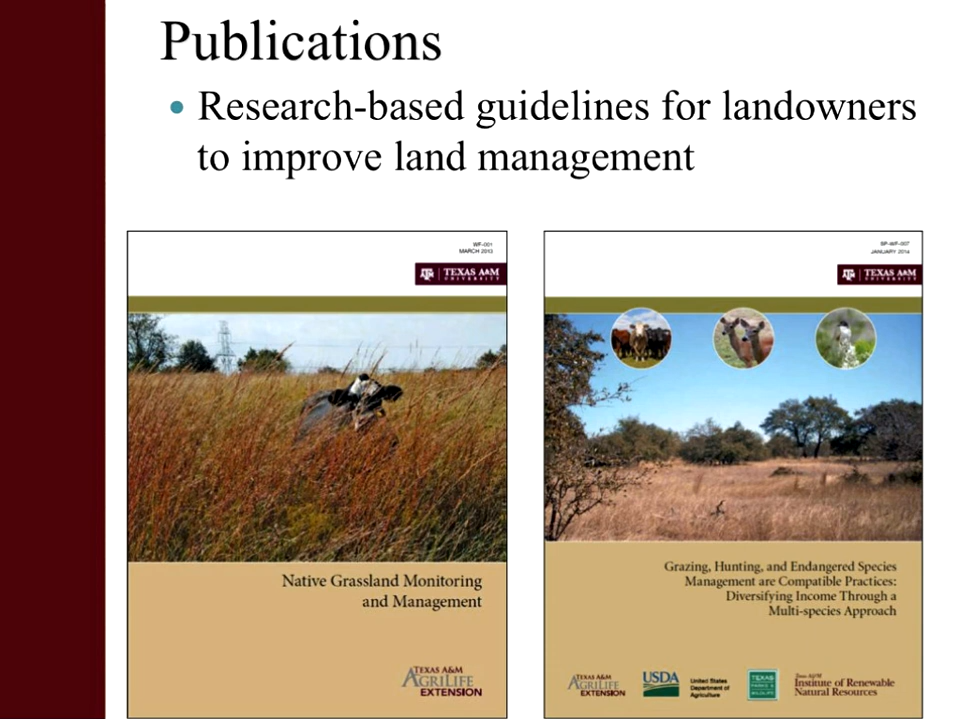 Publications
• Research-based guidelines for landowners
to improve land management
WF-001
MARCH 2013
TEXAS A&M
UNIVERSITY
Native Grassland Monitoring
and Management
TEXAS A&M
AGRILIFE
EXTENSION
SP-WF-007
JANUARY 2014
TEXAS A&M
UNIVERSITY
Grazing, Hunting, and Endangered Species
Management are Compatible Practices:
Diversifying Income Through a
Multi-species Approach
TEXAS A&M
AGRILIFE
EXTENSION
USDA
United States
Department of
Agriculture
TEXAS
PARKS &
WILDLIFE
Texas A&M
Institute of Renewable
Natural Resources